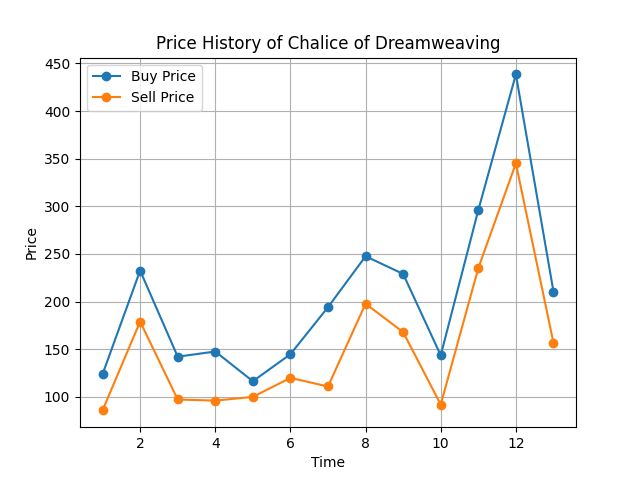 Price History of Chalice of Dreamweaving
Buy Price
Sell Price
450
400
350
300
250
200
150
100
Price
2 4 6 8 10 12
Time